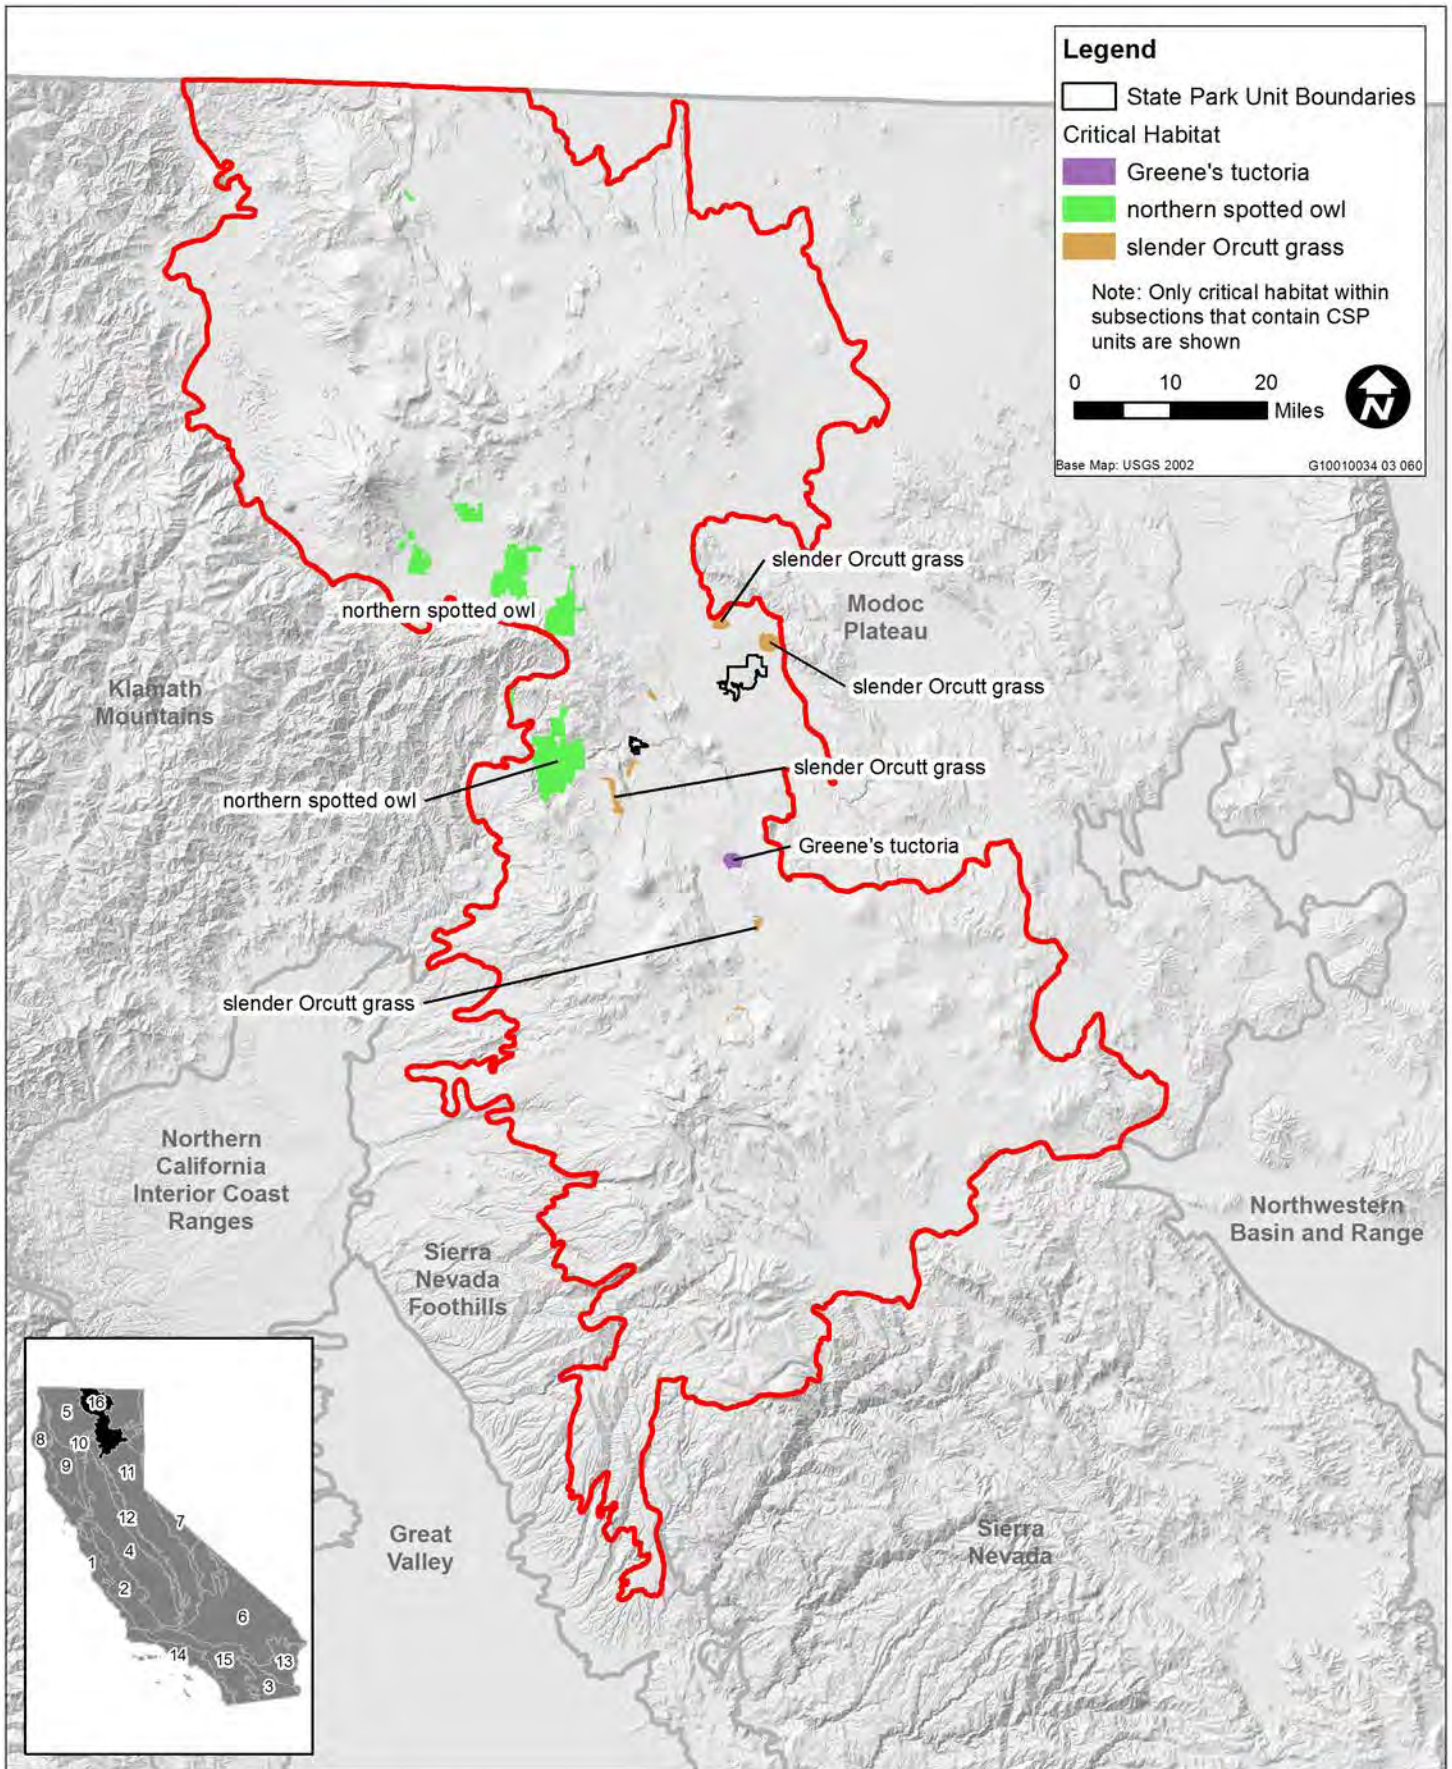 Legend
State Park Unit Boundaries
Critical Habitat
Greene's tuctoria
northern spotted owl
slender Orcutt grass
Note: Only critical habitat within
subsections that contain CSP
units are shown
0 10 20
Miles
N
Base Map: USGS 2002
G10010034 03 060
slender Orcutt grass
Modoc
Plateau
northern spotted owl
slender Orcutt grass
Klamath
Mountains
slender Orcutt grass
northern spotted owl
Greene's tuctoria
slender Orcutt grass
Northern
California
Interior Coast
Ranges
Northwestern
Basin and Range
Sierra
Nevada
Foothills
Great
Valley
Sierra
Nevada
16
5
8
10
9
11
12
7
4
1
2
6
14
15
13
3